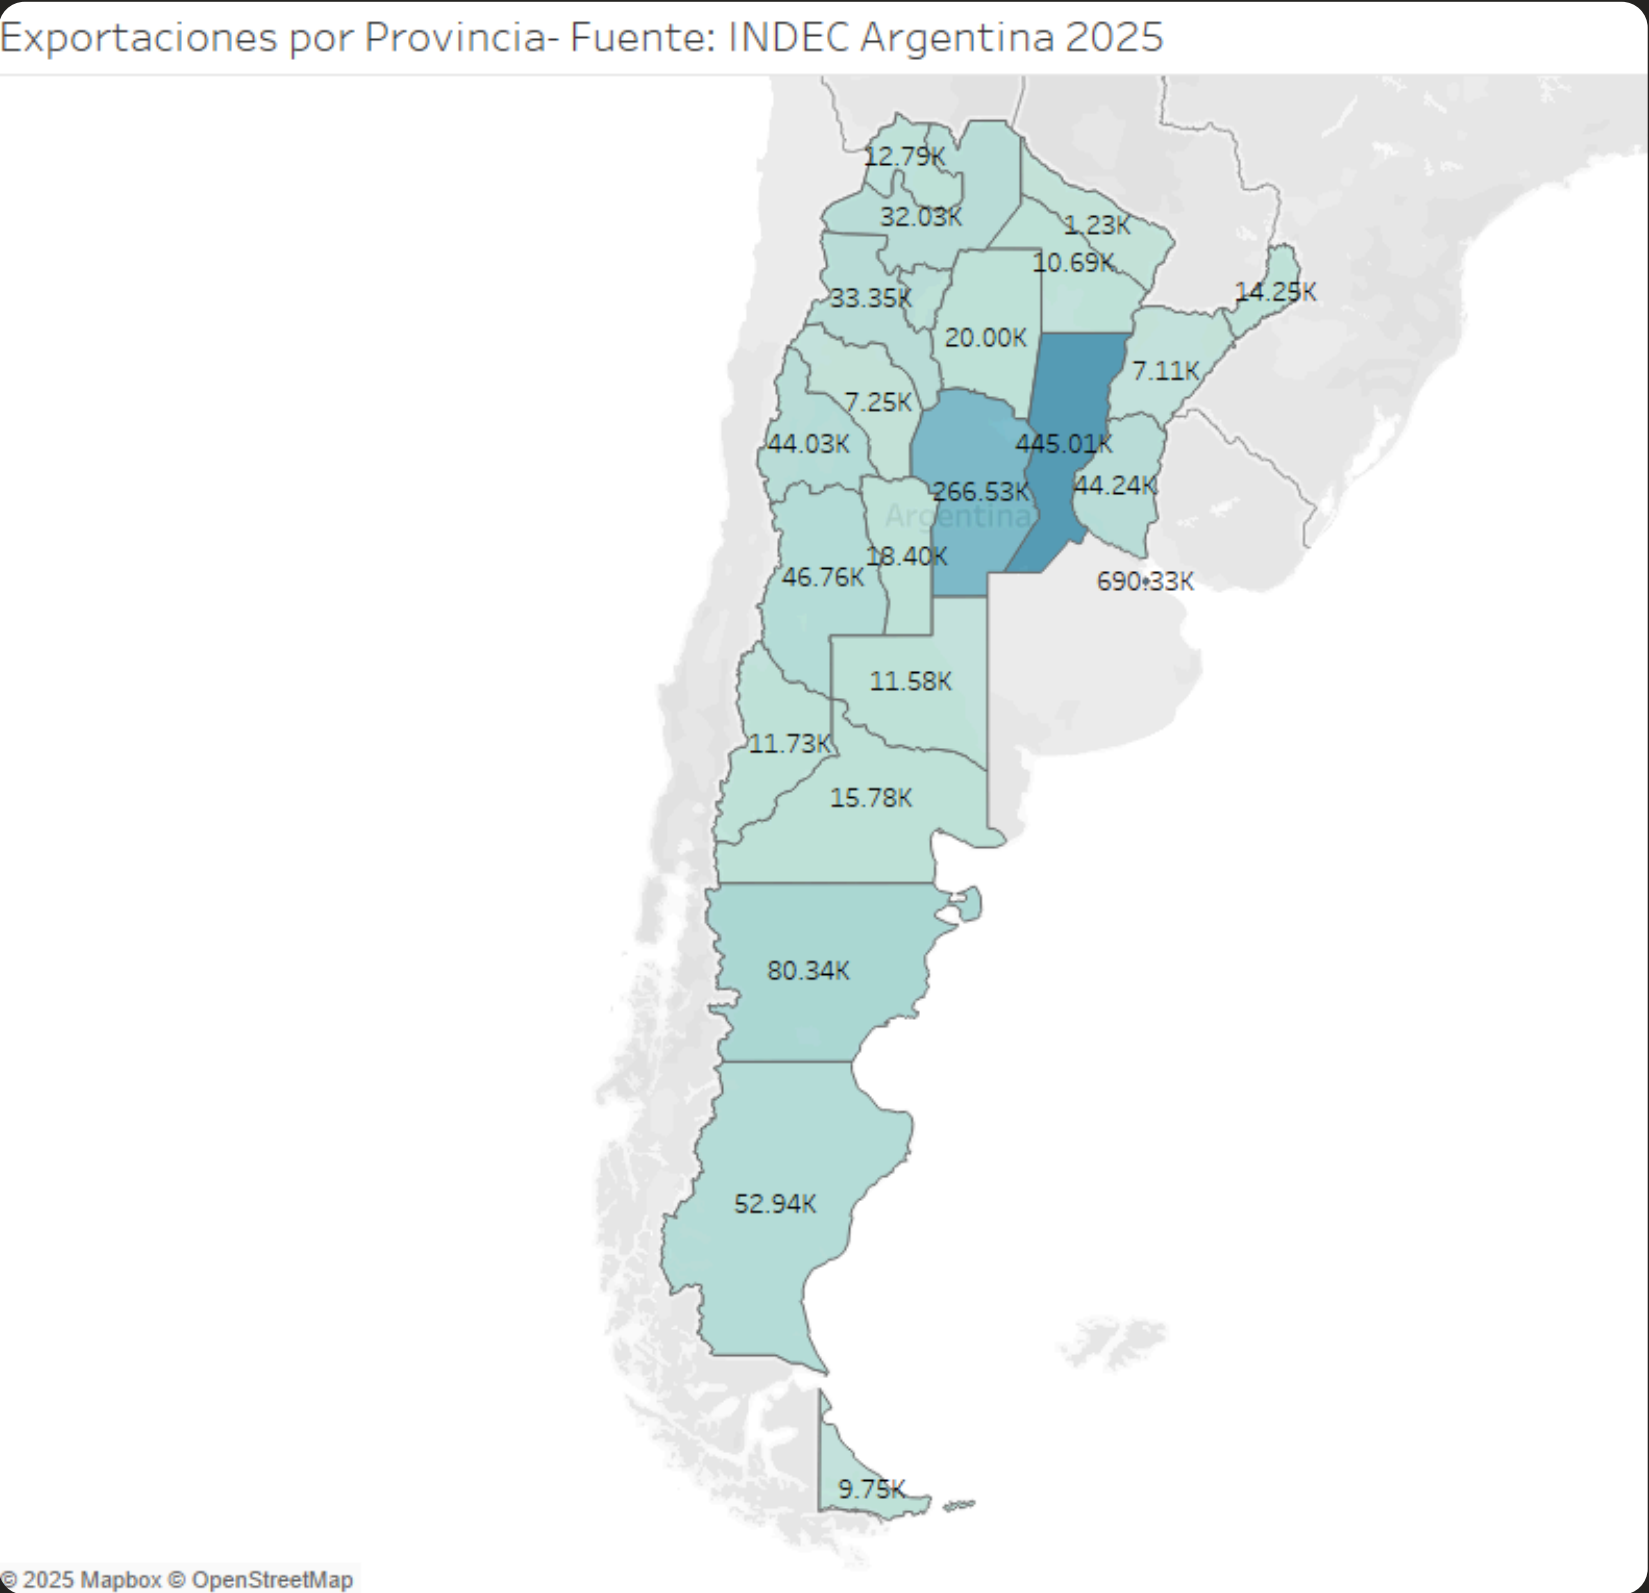 Exportaciones por Provincia- Fuente: INDEC Argentina 2025
12.79K
32.03K
1.23K
10.69K
14.25K
33.35K
20.00K
7.11K
7.25K
44.03K
445.01K
44.24K
266.53K
Argentina
18.40K
46.76K
690.33K
11.58K
11.73K
15.78K
80.34K
52.94K
9.75K
© 2025 Mapbox © OpenStreetMap